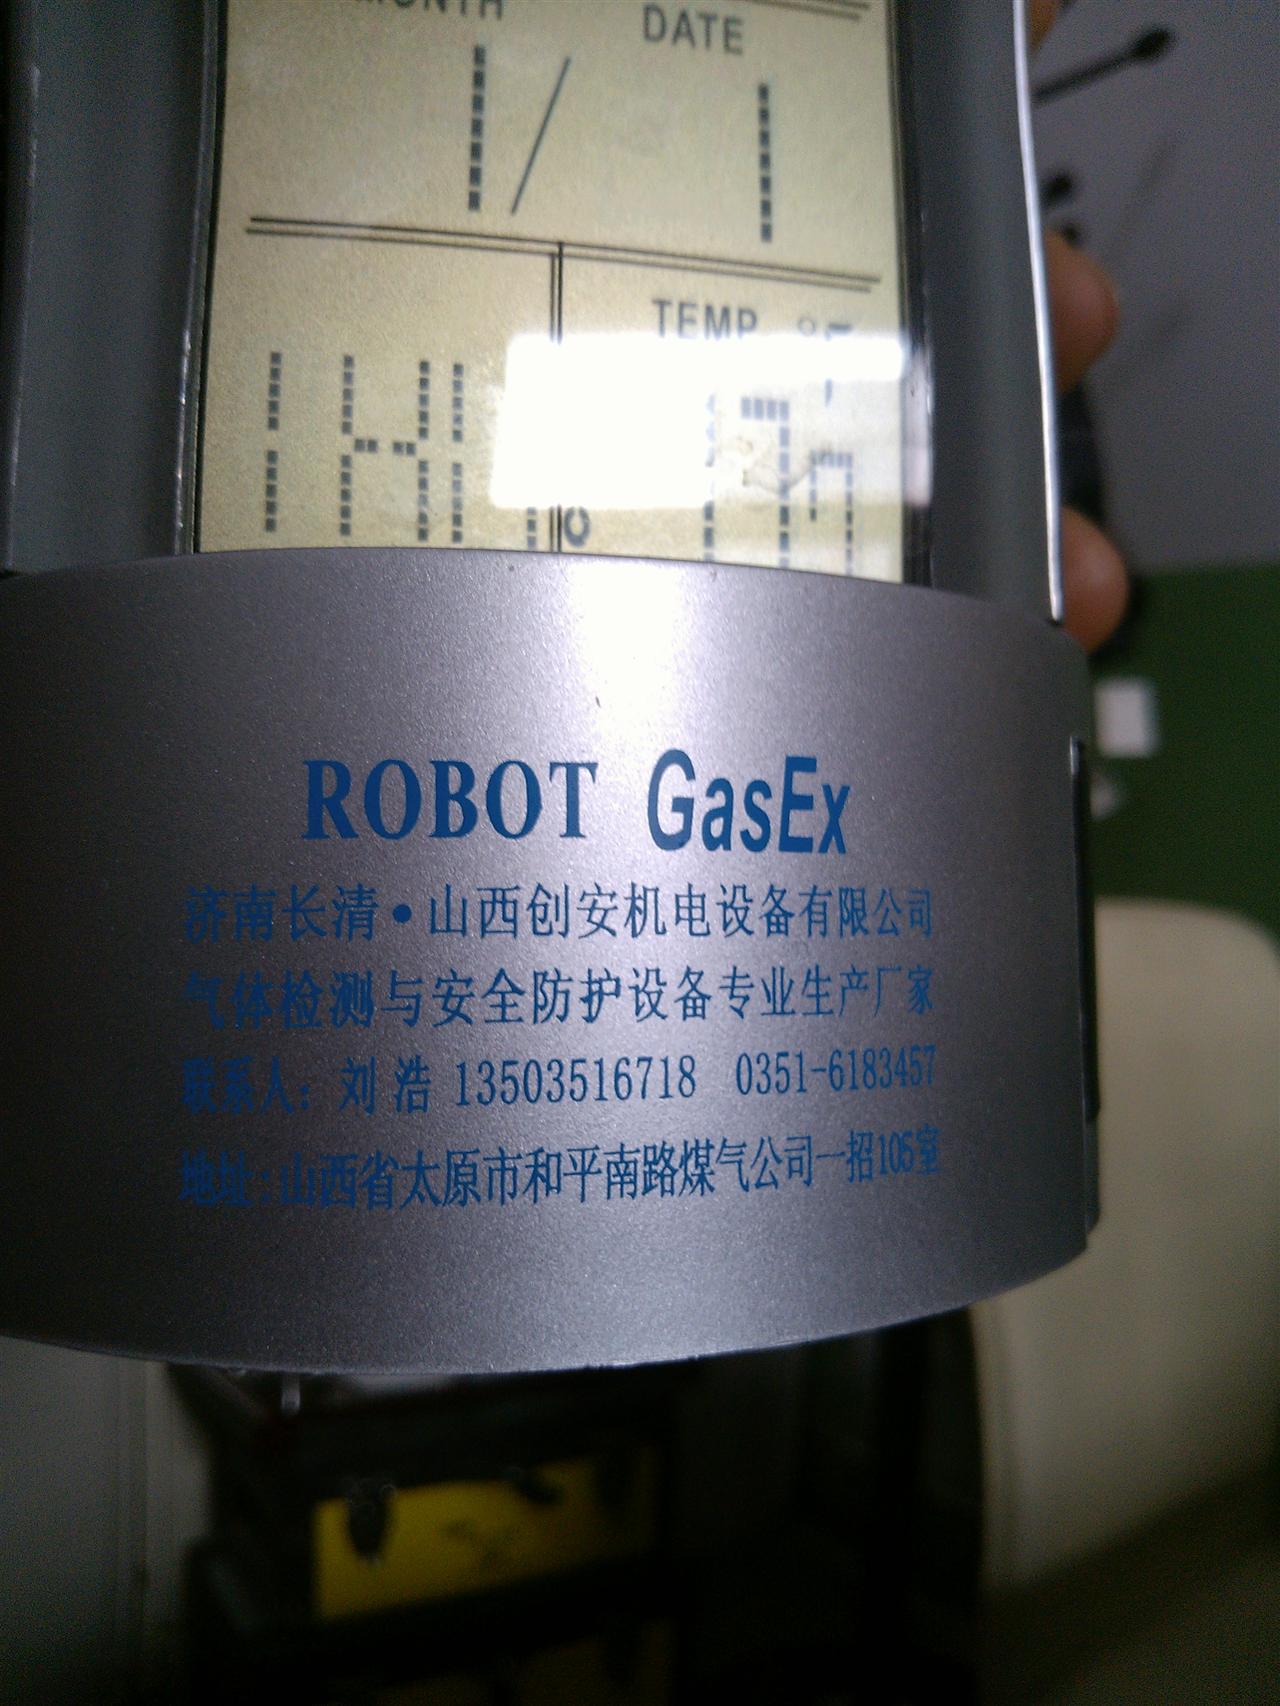 MONTH DATE
1/1
TEMP °F
ROBOT GasEx
济南长清•山西创安机电设备有限公司
气体检测与安全防护设备专业生产厂家
联系人：刘浩 13503516718 0351-6183457
地址：山西省太原市和平南路煤气公司一招105室